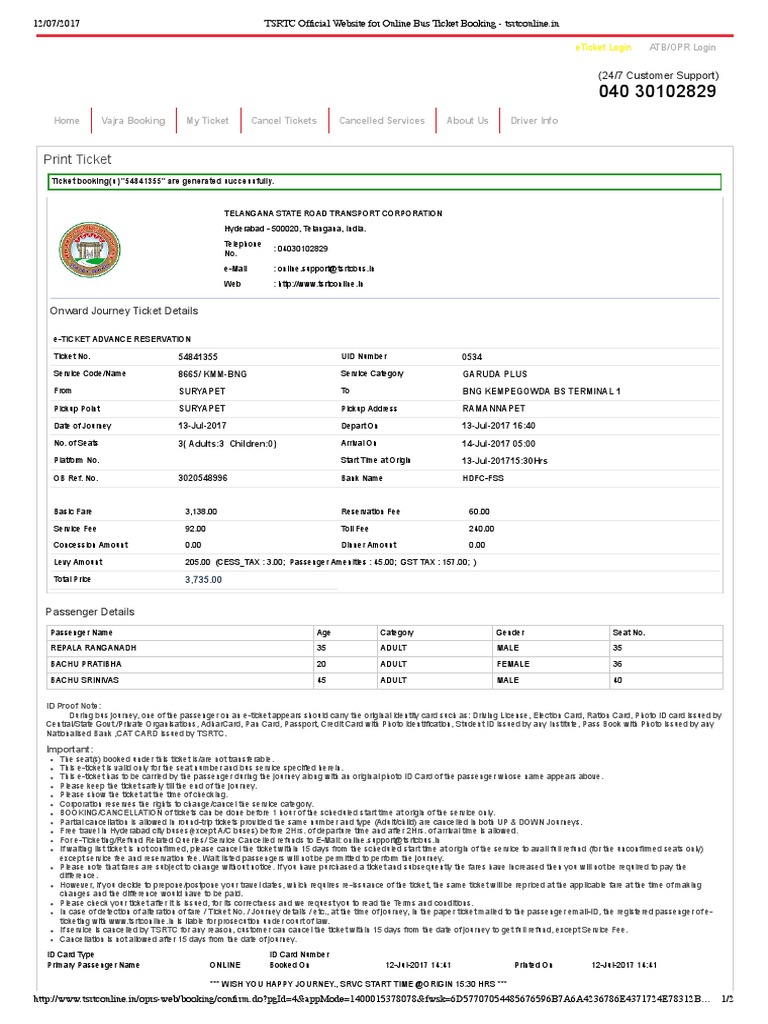 12/07/2017 TSRTC Official Website for Online Bus Ticket Booking - tsrtconline.in
eTicket Login ATB/OPR Login
(24/7 Customer Support)
040 30102829
Home Vajra Booking My Ticket Cancel Tickets Cancelled Services About Us Driver Info
Print Ticket
Ticket booking(s)"54841355" are generated successfully.
TELANGANA STATE ROAD TRANSPORT CORPORATION
Hyderabad - 500020, Telangana, India.
Telephone No. : 04030102829
e-Mail : online.support@tsrtcbus.in
Web : http://www.tsrtconline.in
Onward Journey Ticket Details
e-TICKET ADVANCE RESERVATION
Ticket No. 54841355 UID Number 0534
Service Code/Name 8665/ KMM-BNG Service Category GARUDA PLUS
From SURYAPET To BNG KEMPEGOWDA BS TERMINAL 1
Pickup Point SURYAPET Pickup Address RAMANNAPET
Date of Journey 13-Jul-2017 Depart On 13-Jul-2017 16:40
No. of Seats 3( Adults:3 Children:0) Arrival On 14-Jul-2017 05:00
Platform No. Start Time at Origin 13-Jul-201715:30Hrs
OB Ref. No. 3020548996 Bank Name HDFC-FSS
Basic Fare 3,138.00 Reservation Fee 60.00
Service Fee 92.00 Toll Fee 240.00
Concession Amount 0.00 Dinner Amount 0.00
Levy Amount 205.00 (CESS_TAX : 3.00; Passenger Amenities : 45.00; GST TAX : 157.00; )
Total Price 3,735.00
Passenger Details
Passenger Name Age Category Gender Seat No.
REPALA RANGANADH 35 ADULT MALE 35
BACHU PRATIBHA 20 ADULT FEMALE 36
BACHU SRINIVAS 45 ADULT MALE 40
ID Proof Note:
During bus journey, one of the passenger on an e-ticket appears should carry the original identity card such as: Driving License, Election Card, Ration Card, Photo ID card issued by
Central/State Govt./Private Organisations, AdharCard, Pan Card, Passport, Credit Card with Photo identification, Student ID issued by any Institute, Pass Book with Photo issued by any
Nationalised Bank ,CAT CARD issued by TSRTC.
Important:
• The seat(s) booked under this ticket is/are not transferable.
• This e-ticket is valid only for the seat number and bus service specified herein.
• This e-ticket has to be carried by the passenger during the journey along with an original photo ID Card of the passenger whose name appears above.
• Please keep the ticket safely till the end of the journey.
• Please show the ticket at the time of checking.
• Corporation reserves the rights to change/cancel the service category.
• BOOKING/CANCELLATION of tickets can be done before 1 hour of the scheduled start time at origin of the service only.
• Partial cancellation is allowed in round-trip tickets provided the same number and type (Adult/child) are cancelled in both UP & DOWN Journeys.
• Free travel in Hyderabad city buses (except A/C buses) before 2Hrs. of departure time and after 2Hrs. of arrival time is allowed.
• For e-Ticketing/Refund Related Queries / Service Cancelled refunds to E-Mail: online.support@tsrtcbus.in
• If waiting list ticket is not confirmed, please cancel the ticket with in 15 days from the scheduled start time at origin of the service to avail full refund (for the unconfirmed seats only)
except service fee and reservation fee. Wait listed passengers will not be permitted to perform the journey.
• Please note that fares are subject to change without notice. If you have purchased a ticket and subsequently the fares have increased then you will not be required to pay the
difference.
• However, if you decide to prepone/postpone your travel dates, which requires re-issuance of the ticket, the same ticket will be repriced at the applicable fare at the time of making
changes and the difference would have to be paid.
• Please check your ticket after it is issued, for its correctness and we request you to read the Terms and conditions.
• In case of detection of alteration of fare / Ticket No. / Journey details / etc., at the time of journey, in the paper ticket mailed to the passenger email-ID, the registered passenger of e-
ticketing with www.tsrtconline.in is liable for prosecution under court of law.
• If service is cancelled by TSRTC for any reason, customer can cancel the ticket within 15 days from the date of journey to get full refund, except Service Fee.
• Cancellation is not allowed after 15 days from the date of journey.
ID Card Type ID Card Number
Primary Passenger Name ONLINE Booked On 12-Jul-2017 14:41 Printed On 12-Jul-2017 14:41
*** WISH YOU HAPPY JOURNEY., SRVC START TIME @ORIGIN 15:30 HRS ***
http://www.tsrtconline.in/oprs-web/booking/confirm.do?pgId=4&appMode=1400015378078&fwsk=6D57707054485676596B7A6A4236786E4371724E78312B... 1/2